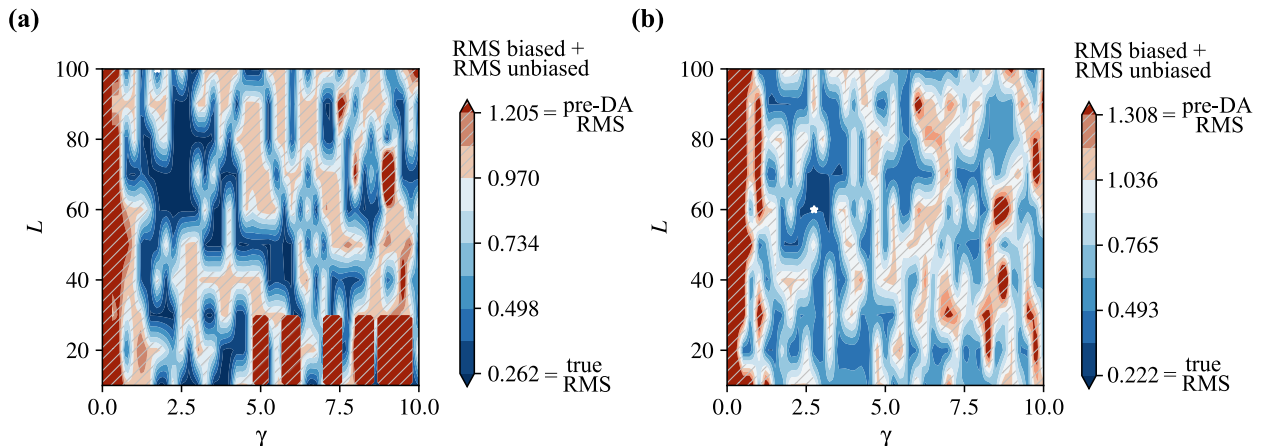 (a)
RMS biased +
RMS unbiased
100
80
60
40
20
L
0.0 2.5 5.0 7.5 10.0
γ
1.205 = pre-DA
RMS
0.970
0.734
0.498
0.262 = true
RMS
(b)
RMS biased +
RMS unbiased
100
80
60
40
20
L
0.0 2.5 5.0 7.5 10.0
γ
1.308 = pre-DA
RMS
1.036
0.765
0.493
0.222 = true
RMS